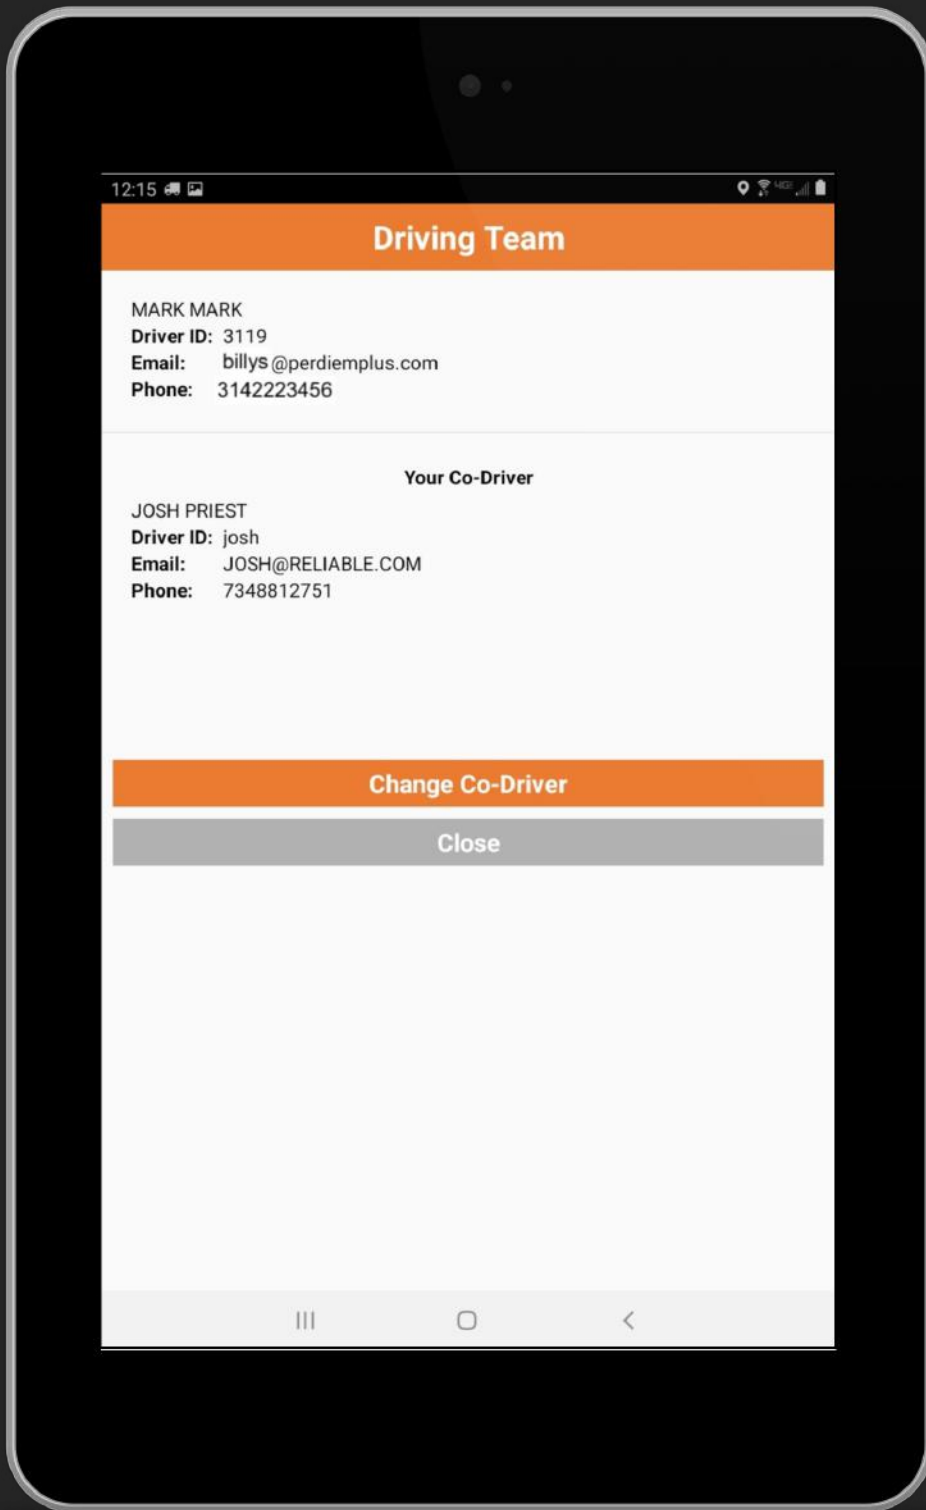 12:15
Driving Team
MARK MARK
Driver ID: 3119
Email: billys@perdiemplus.com
Phone: 3142223456
Your Co-Driver
JOSH PRIEST
Driver ID: josh
Email: JOSH@RELIABLE.COM
Phone: 7348812751
Change Co-Driver
Close